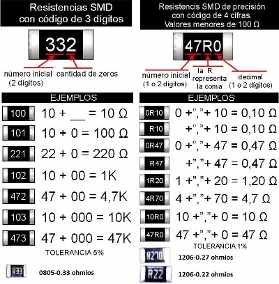 Resistencias SMD
con código de 3 dígitos
332
número inicial
(2 dígitos)
cantidad de zeros
EJEMPLOS
100 10 + __ = 10 Ω
101 10 + 0 = 100 Ω
221 22 + 0 = 220 Ω
102 10 + 00 = 1K
472 47 + 00 = 4,7K
103 10 + 000 = 10K
473 47 + 000 = 47K
TOLERANCIA 5%
R33 0805-0.33 ohmios
Resistencis SMD de precisión
con código de 4 cifras.
Valores menores de 100 Ω
47R0
número inicial
(1 o 2 dígitos)
la R
representa
la coma
decimal
(1 o 2 dígitos)
EJEMPLOS
0R10 0 +","+ 10 = 0,10 Ω
R10 0 +","+ 10 = 0,10 Ω
0R47 0 +","+ 47 = 0,47 Ω
R47 +","+ 47 = 0,47 Ω
1R20 1 +","+ 20 = 1,20 Ω
4R70 4 +","+ 70 = 4,7 Ω
10R0 10 +","+ 0 = 10 Ω
47R0 47 +","+ 0 = 47 Ω
TOLERANCIA 1%
R270 1206-0.27 ohmios
R22 1206-0.22 ohmios